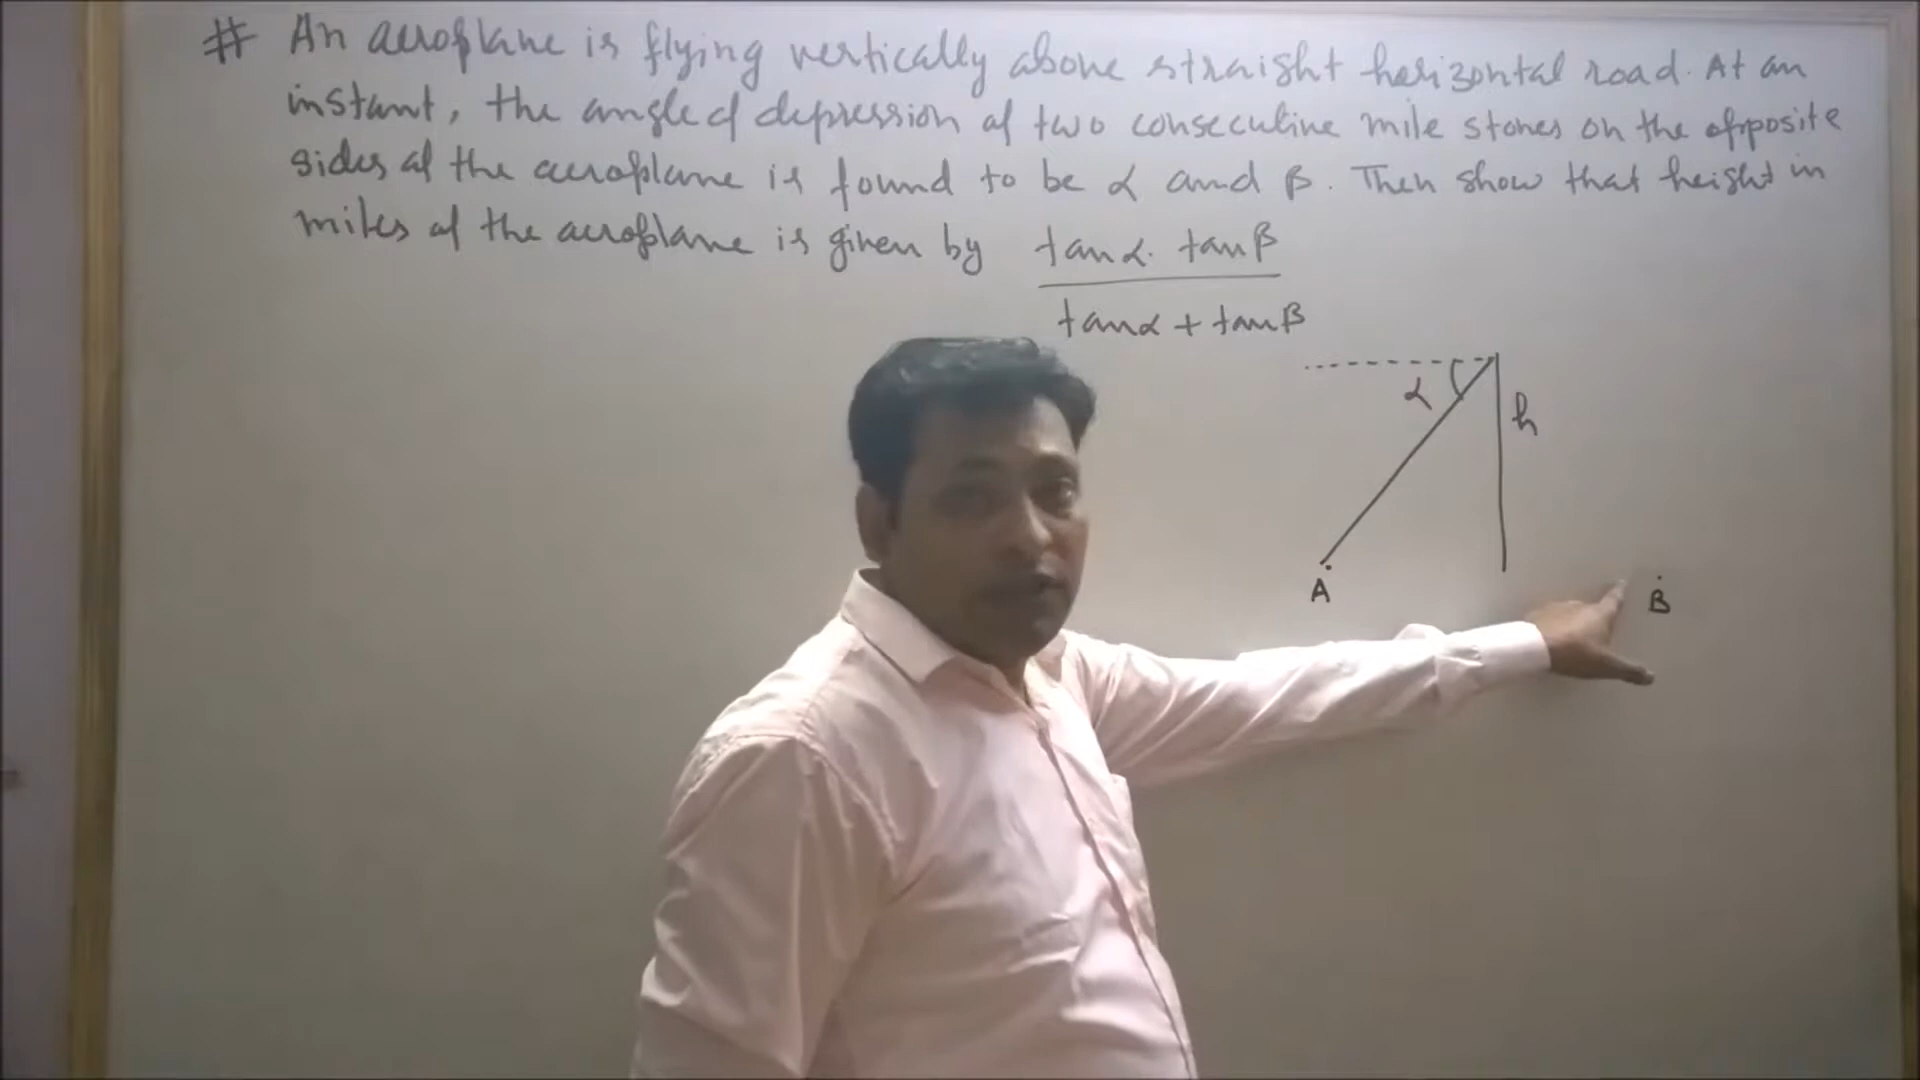 # An aeroplane is flying vertically above straight horizontal road. At an
instant, the angle of depression of two consecutive mile stones on the opposite
sides of the aeroplane is found to be α and β. Then show that height in
miles of the aeroplane is given by tanα. tanβ
tanα + tanβ
α
h
A
B